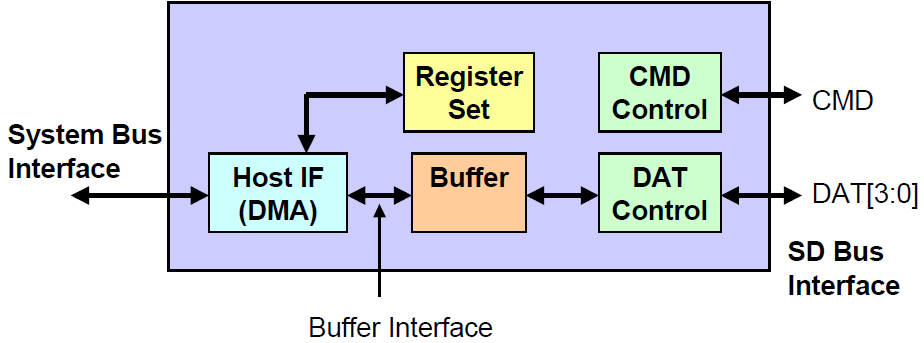 Register
Set
CMD
Control
CMD
System Bus
Interface
Host IF
(DMA)
Buffer
DAT
Control
DAT[3:0]
SD Bus
Interface
Buffer Interface